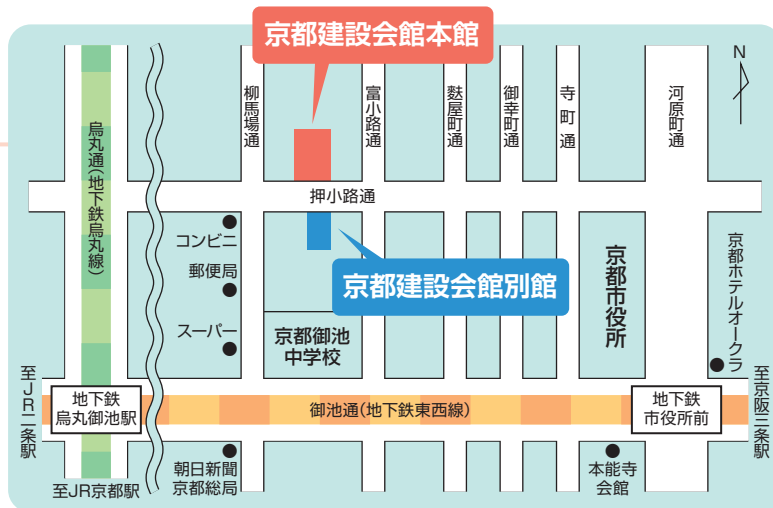 京都建設会館本館
N
烏丸通(地下鉄烏丸線)
柳馬場通
富小路通
麩屋町通
御幸町通
寺町通
河原町通
押小路通
コンビニ
郵便局
スーパー
京都建設会館別館
京都御池
中学校
京都市役所
京都ホテルオークラ
至JR二条駅
地下鉄
烏丸御池駅
御池通(地下鉄東西線)
地下鉄
市役所前
至京阪三条駅
朝日新聞
京都総局
本能寺
会館
至JR京都駅